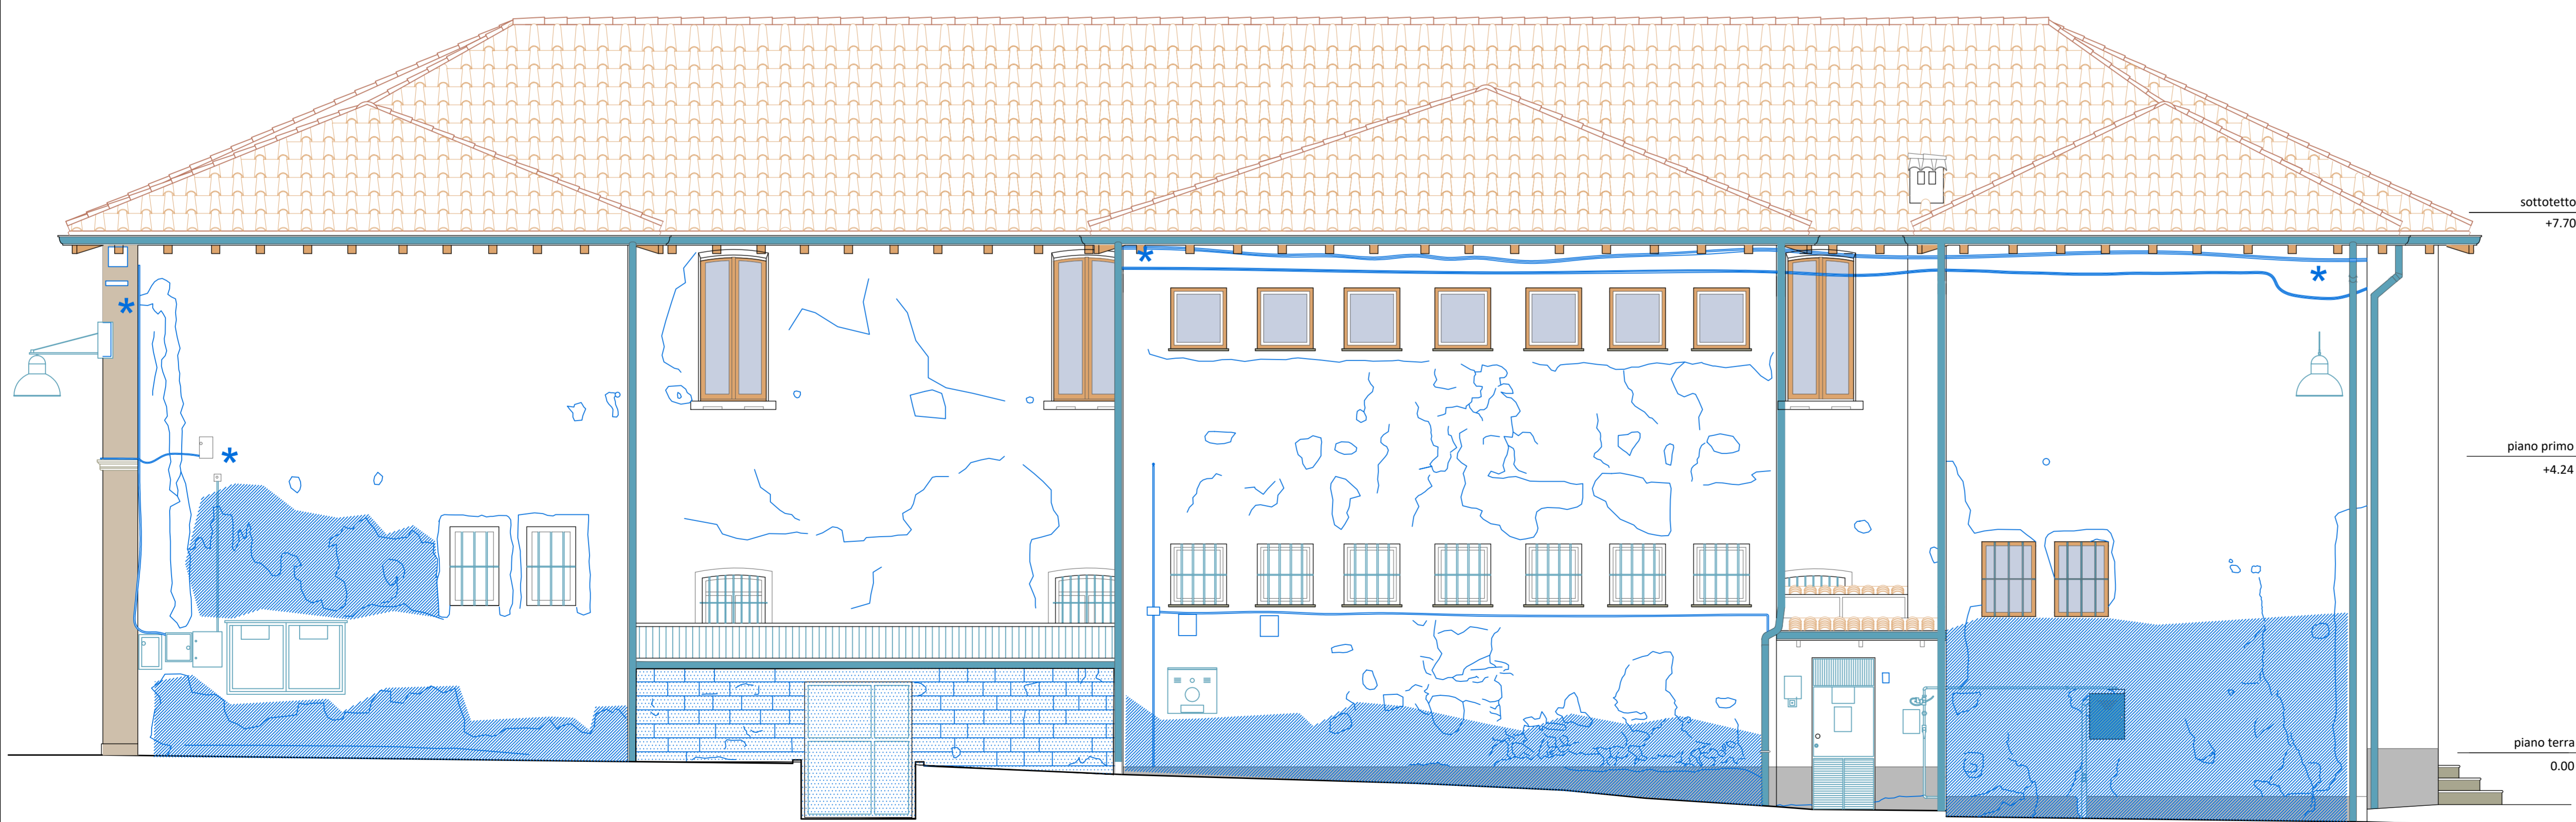 sottotetto
+7.70
piano primo
+4.24
piano terra
0.00